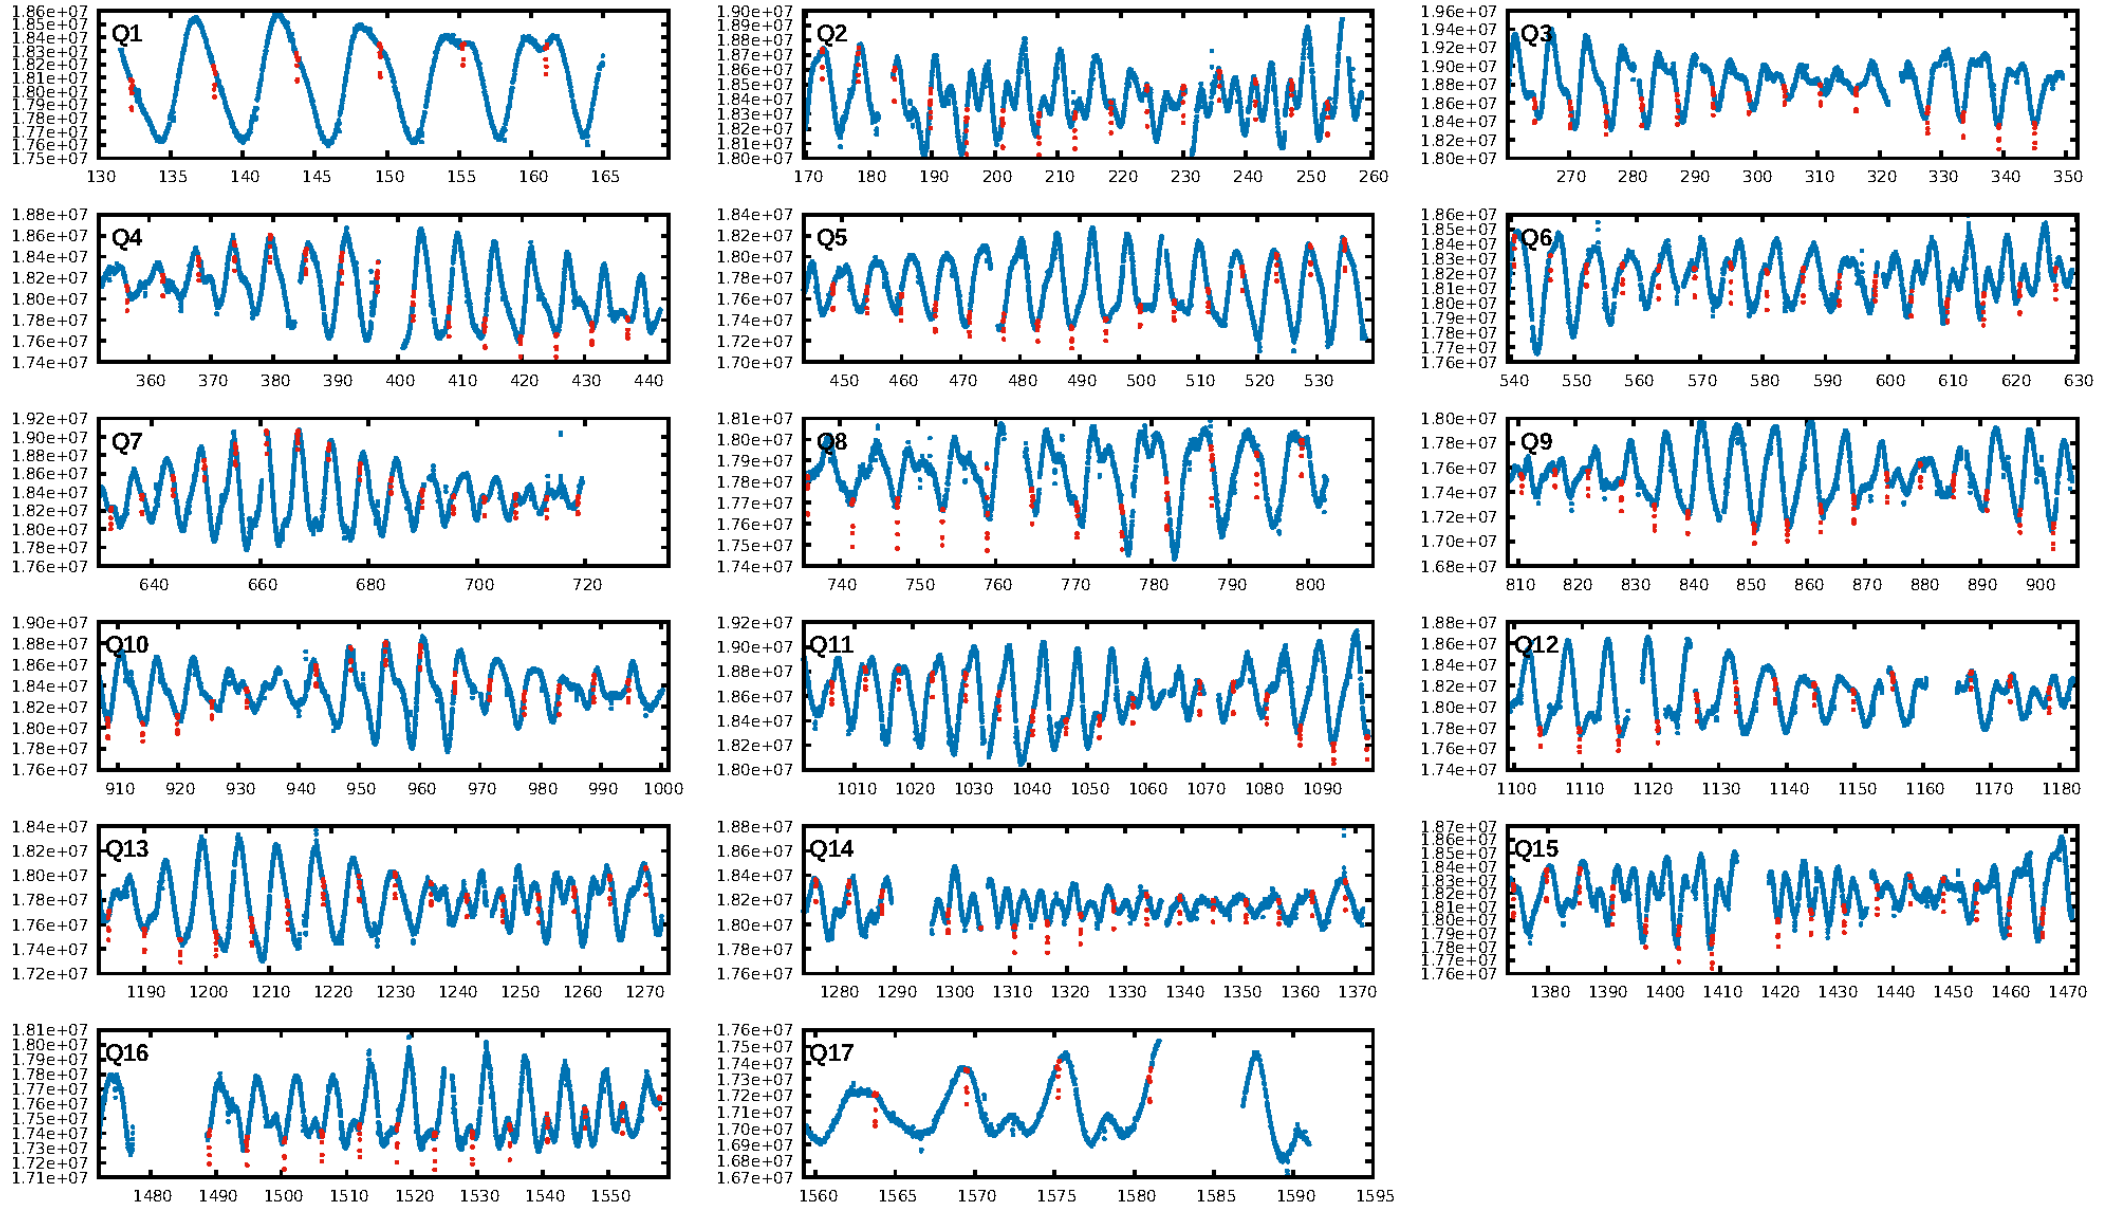 1.86e+07
1.85e+07
1.84e+07
1.83e+07
1.82e+07
1.81e+07
1.80e+07
1.79e+07
1.78e+07
1.77e+07
1.76e+07
1.75e+07
Q1
130 135 140 145 150 155 160 165
1.90e+07
1.89e+07
1.88e+07
1.87e+07
1.86e+07
1.85e+07
1.84e+07
1.83e+07
1.82e+07
1.81e+07
1.80e+07
Q2
170 180 190 200 210 220 230 240 250 260
1.96e+07
1.94e+07
1.92e+07
1.90e+07
1.88e+07
1.86e+07
1.84e+07
1.82e+07
1.80e+07
Q3
270 280 290 300 310 320 330 340 350
1.88e+07
1.86e+07
1.84e+07
1.82e+07
1.80e+07
1.78e+07
1.76e+07
1.74e+07
Q4
360 370 380 390 400 410 420 430 440
1.84e+07
1.82e+07
1.80e+07
1.78e+07
1.76e+07
1.74e+07
1.72e+07
1.70e+07
Q5
450 460 470 480 490 500 510 520 530
1.86e+07
1.85e+07
1.84e+07
1.83e+07
1.82e+07
1.81e+07
1.80e+07
1.79e+07
1.78e+07
1.77e+07
1.76e+07
Q6
540 550 560 570 580 590 600 610 620 630
1.92e+07
1.90e+07
1.88e+07
1.86e+07
1.84e+07
1.82e+07
1.80e+07
1.78e+07
1.76e+07
Q7
640 660 680 700 720
1.81e+07
1.80e+07
1.79e+07
1.78e+07
1.77e+07
1.76e+07
1.75e+07
1.74e+07
Q8
740 750 760 770 780 790 800
1.80e+07
1.78e+07
1.76e+07
1.74e+07
1.72e+07
1.70e+07
1.68e+07
Q9
810 820 830 840 850 860 870 880 890 900
1.90e+07
1.88e+07
1.86e+07
1.84e+07
1.82e+07
1.80e+07
1.78e+07
1.76e+07
Q10
910 920 930 940 950 960 970 980 990 1000
1.92e+07
1.90e+07
1.88e+07
1.86e+07
1.84e+07
1.82e+07
1.80e+07
Q11
1010 1020 1030 1040 1050 1060 1070 1080 1090
1.88e+07
1.86e+07
1.84e+07
1.82e+07
1.80e+07
1.78e+07
1.76e+07
1.74e+07
Q12
1100 1110 1120 1130 1140 1150 1160 1170 1180
1.84e+07
1.82e+07
1.80e+07
1.78e+07
1.76e+07
1.74e+07
1.72e+07
Q13
1190 1200 1210 1220 1230 1240 1250 1260 1270
1.88e+07
1.86e+07
1.84e+07
1.82e+07
1.80e+07
1.78e+07
1.76e+07
Q14
1280 1290 1300 1310 1320 1330 1340 1350 1360 1370
1.87e+07
1.86e+07
1.85e+07
1.84e+07
1.83e+07
1.82e+07
1.81e+07
1.80e+07
1.79e+07
1.78e+07
1.77e+07
1.76e+07
Q15
1380 1390 1400 1410 1420 1430 1440 1450 1460 1470
1.81e+07
1.80e+07
1.79e+07
1.78e+07
1.77e+07
1.76e+07
1.75e+07
1.74e+07
1.73e+07
1.72e+07
1.71e+07
Q16
1480 1490 1500 1510 1520 1530 1540 1550
1.76e+07
1.75e+07
1.74e+07
1.73e+07
1.72e+07
1.71e+07
1.70e+07
1.69e+07
1.68e+07
1.67e+07
Q17
1560 1565 1570 1575 1580 1585 1590 1595